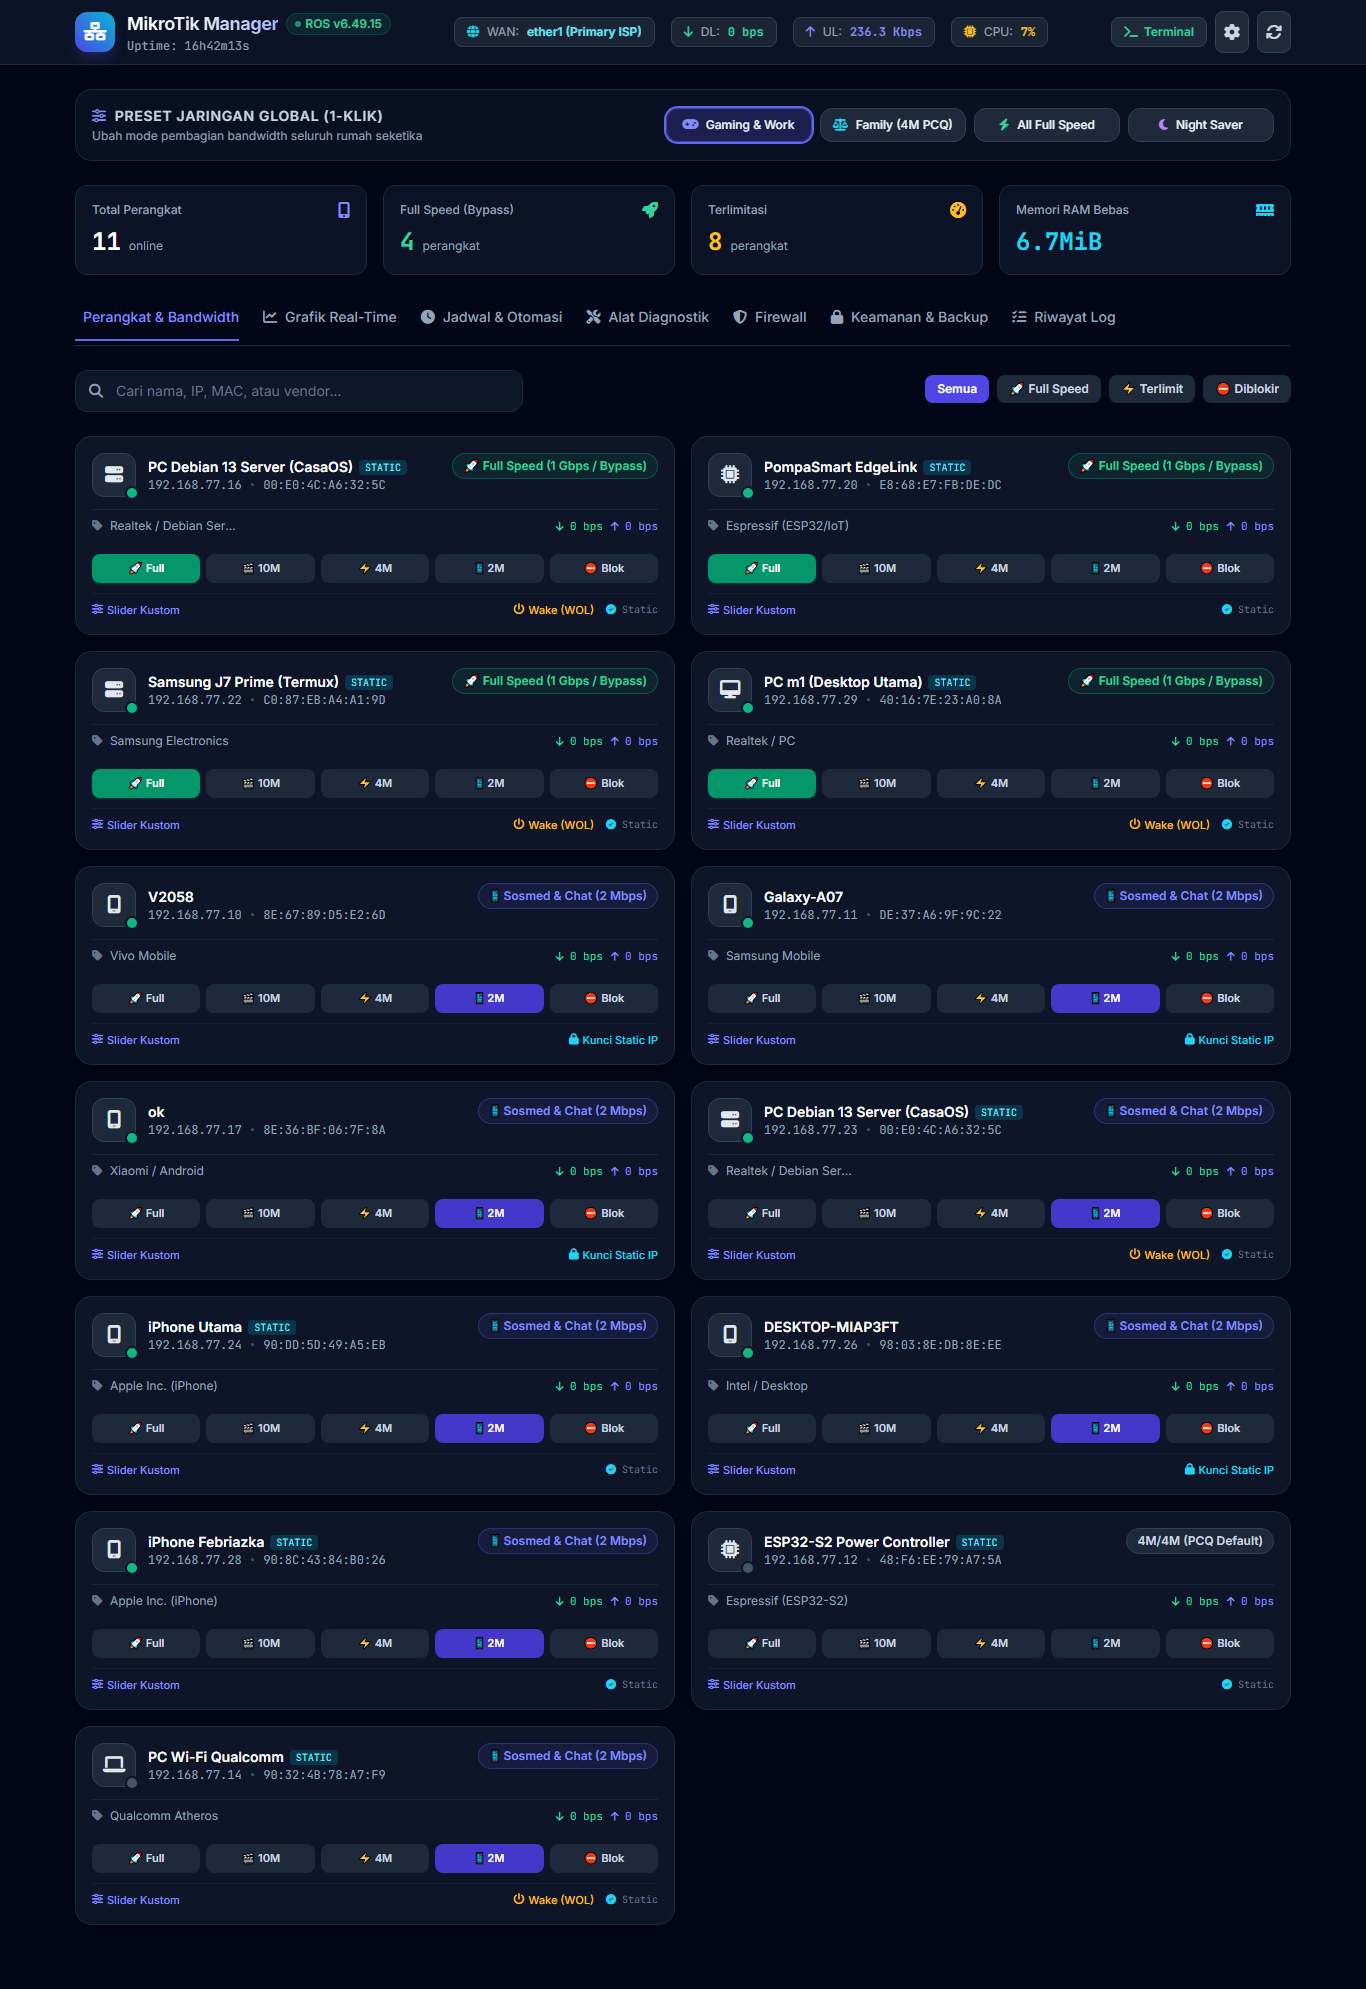 MikroTik Manager
ROS v6.49.15
Uptime: 16h42m13s
WAN: ether1 (Primary ISP)
DL: 0 bps
UL: 236.3 Kbps
CPU: 7%
Terminal
PRESET JARINGAN GLOBAL (1-KLIK)
Ubah mode pembagian bandwidth seluruh rumah seketika
Gaming & Work
Family (4M PCQ)
All Full Speed
Night Saver
Total Perangkat
11 online
Full Speed (Bypass)
4 perangkat
Terlimitasi
8 perangkat
Memori RAM Bebas
6.7MiB
Perangkat & Bandwidth
Grafik Real-Time
Jadwal & Otomasi
Alat Diagnostik
Firewall
Keamanan & Backup
Riwayat Log
Cari nama, IP, MAC, atau vendor...
Semua
Full Speed
Terlimit
Diblokir
PC Debian 13 Server (CasaOS) STATIC
Full Speed (1 Gbps / Bypass)
192.168.77.16 • 00:E0:4C:A6:32:5C
Realtek / Debian Ser...
0 bps 0 bps
Full 10M 4M 2M Blok
Slider Kustom
Wake (WOL) Static
PompaSmart EdgeLink STATIC
Full Speed (1 Gbps / Bypass)
192.168.77.20 • E8:68:E7:FB:DE:DC
Espressif (ESP32/IoT)
0 bps 0 bps
Full 10M 4M 2M Blok
Slider Kustom
Static
Samsung J7 Prime (Termux) STATIC
Full Speed (1 Gbps / Bypass)
192.168.77.22 • C0:87:EB:A4:A1:9D
Samsung Electronics
0 bps 0 bps
Full 10M 4M 2M Blok
Slider Kustom
Wake (WOL) Static
PC m1 (Desktop Utama) STATIC
Full Speed (1 Gbps / Bypass)
192.168.77.29 • 40:16:7E:23:A0:8A
Realtek / PC
0 bps 0 bps
Full 10M 4M 2M Blok
Slider Kustom
Wake (WOL) Static
V2058
Sosmed & Chat (2 Mbps)
192.168.77.10 • 8E:67:89:D5:E2:6D
Vivo Mobile
0 bps 0 bps
Full 10M 4M 2M Blok
Slider Kustom
Kunci Static IP
Galaxy-A07
Sosmed & Chat (2 Mbps)
192.168.77.11 • DE:37:A6:9F:9C:22
Samsung Mobile
0 bps 0 bps
Full 10M 4M 2M Blok
Slider Kustom
Kunci Static IP
ok
Sosmed & Chat (2 Mbps)
192.168.77.17 • 8E:36:BF:06:7F:8A
Xiaomi / Android
0 bps 0 bps
Full 10M 4M 2M Blok
Slider Kustom
Kunci Static IP
PC Debian 13 Server (CasaOS) STATIC
Sosmed & Chat (2 Mbps)
192.168.77.23 • 00:E0:4C:A6:32:5C
Realtek / Debian Ser...
0 bps 0 bps
Full 10M 4M 2M Blok
Slider Kustom
Wake (WOL) Static
iPhone Utama STATIC
Sosmed & Chat (2 Mbps)
192.168.77.24 • 90:DD:5D:49:A5:EB
Apple Inc. (iPhone)
0 bps 0 bps
Full 10M 4M 2M Blok
Slider Kustom
Static
DESKTOP-MIAP3FT
Sosmed & Chat (2 Mbps)
192.168.77.26 • 98:03:8E:DB:8E:EE
Intel / Desktop
0 bps 0 bps
Full 10M 4M 2M Blok
Slider Kustom
Kunci Static IP
iPhone Febriazka STATIC
Sosmed & Chat (2 Mbps)
192.168.77.28 • 90:8C:43:84:B0:26
Apple Inc. (iPhone)
0 bps 0 bps
Full 10M 4M 2M Blok
Slider Kustom
Static
ESP32-S2 Power Controller STATIC
4M/4M (PCQ Default)
192.168.77.12 • 48:F6:EE:79:A7:5A
Espressif (ESP32-S2)
0 bps 0 bps
Full 10M 4M 2M Blok
Slider Kustom
Static
PC Wi-Fi Qualcomm STATIC
Sosmed & Chat (2 Mbps)
192.168.77.14 • 90:32:4B:78:A7:F9
Qualcomm Atheros
0 bps 0 bps
Full 10M 4M 2M Blok
Slider Kustom
Wake (WOL) Static